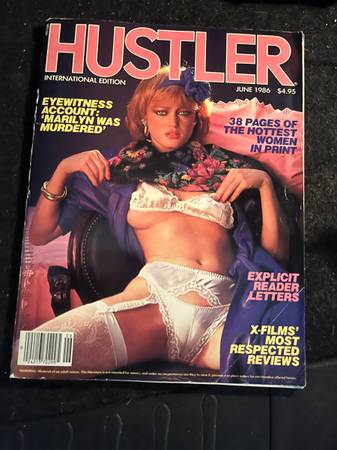 HUSTLER
INTERNATIONAL EDITION
JUNE 1986 $4.95
EYEWITNESS
ACCOUNT:
'MARILYN WAS
MURDERED'
38 PAGES OF
THE HOTTEST
WOMEN
IN PRINT
EXPLICIT
READER
LETTERS
X-FILMS'
MOST
RESPECTED
REVIEWS